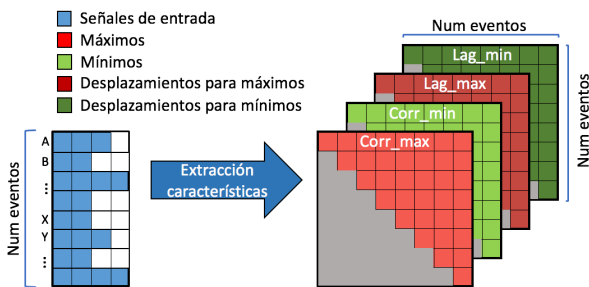 Señales de entrada
Máximos
Mínimos
Desplazamientos para máximos
Desplazamientos para mínimos
Num eventos
Lag_min
Lag_max
Corr_min
Corr_max
Num eventos
Num eventos
A
B
⋮
X
Y
⋮
Extracción
características